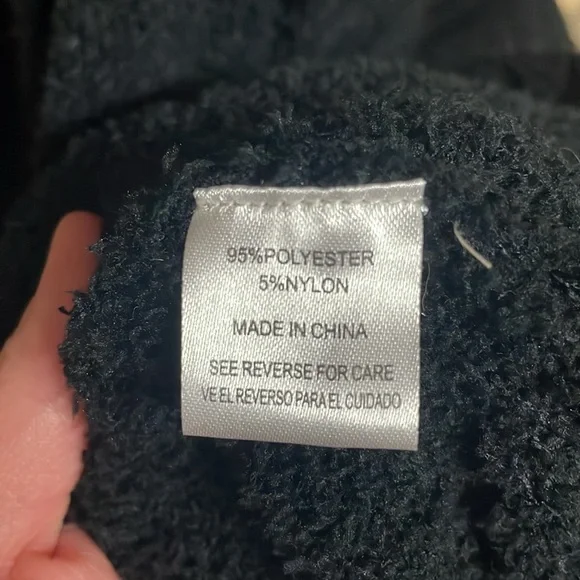 95%POLYESTER
5%NYLON
MADE IN CHINA
SEE REVERSE FOR CARE
VE EL REVERSO PARA EL CUIDADO